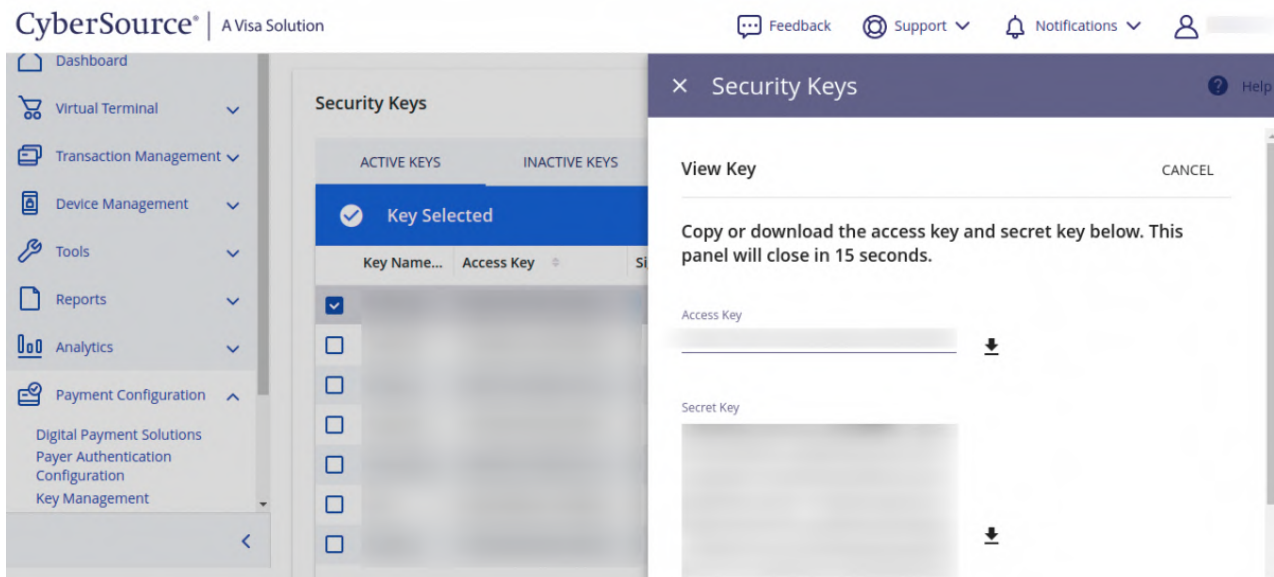 CyberSource® | A Visa Solution
Feedback
Support
Notifications
Dashboard
Virtual Terminal
Transaction Management
Device Management
Tools
Reports
Analytics
Payment Configuration
Digital Payment Solutions
Payer Authentication
Configuration
Key Management
Security Keys
ACTIVE KEYS INACTIVE KEYS
Key Selected
Key Name... Access Key
Security Keys
Help
View Key CANCEL
Copy or download the access key and secret key below. This
panel will close in 15 seconds.
Access Key
Secret Key